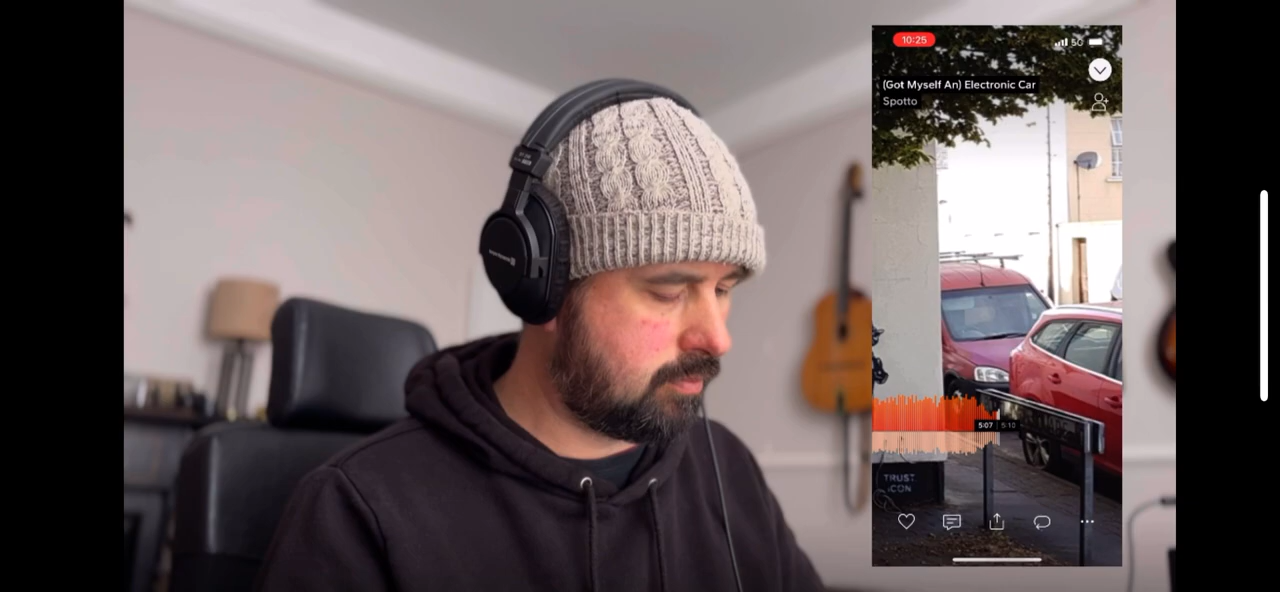 10:25
5G
(Got Myself An) Electronic Car
Spotto
5:07 5:10
TRUST.
ICON